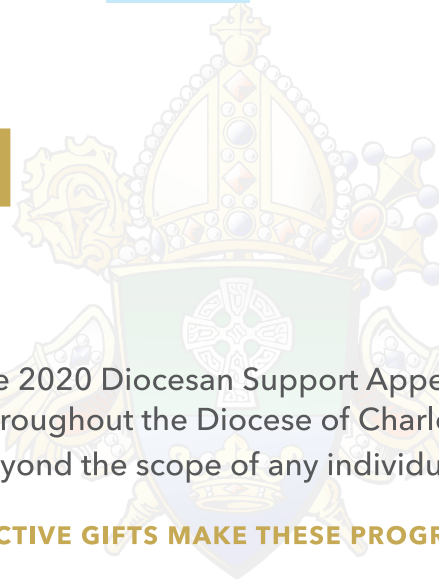 e 2020 Diocesan Support Appe
roughout the Diocese of Charl
yond the scope of any individu
CTIVE GIFTS MAKE THESE PROGR